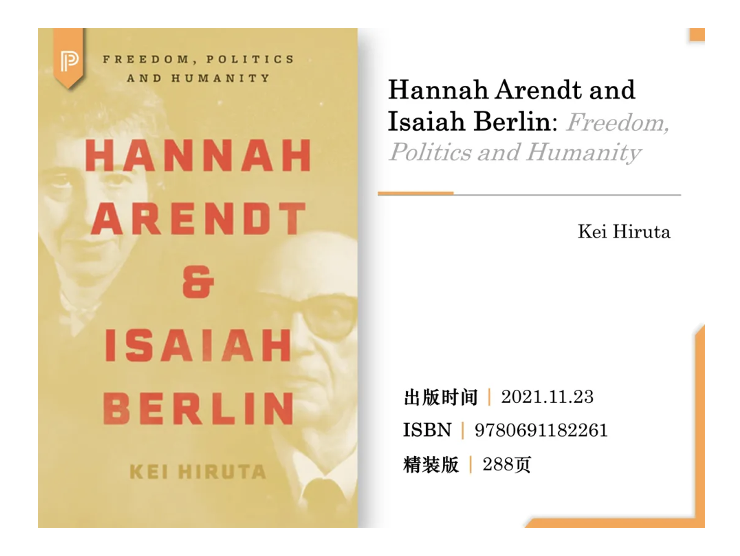 FREEDOM, POLITICS
AND HUMANITY
HANNAH
ARENDT
&
ISAIAH
BERLIN
KEI HIRUTA
Hannah Arendt and
Isaiah Berlin: Freedom,
Politics and Humanity
Kei Hiruta
出版时间 | 2021.11.23
ISBN | 9780691182261
精装版 | 288页